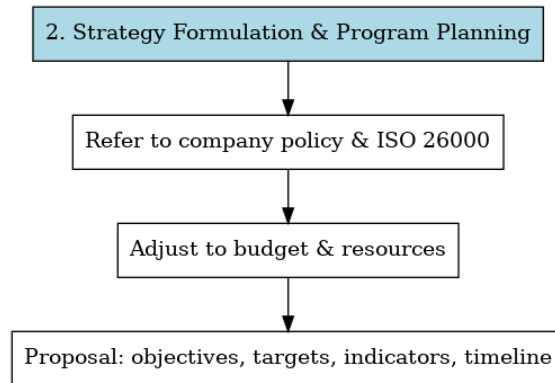 2. Strategy Formulation & Program Planning
Refer to company policy & ISO 26000
Adjust to budget & resources
Proposal: objectives, targets, indicators, timeline